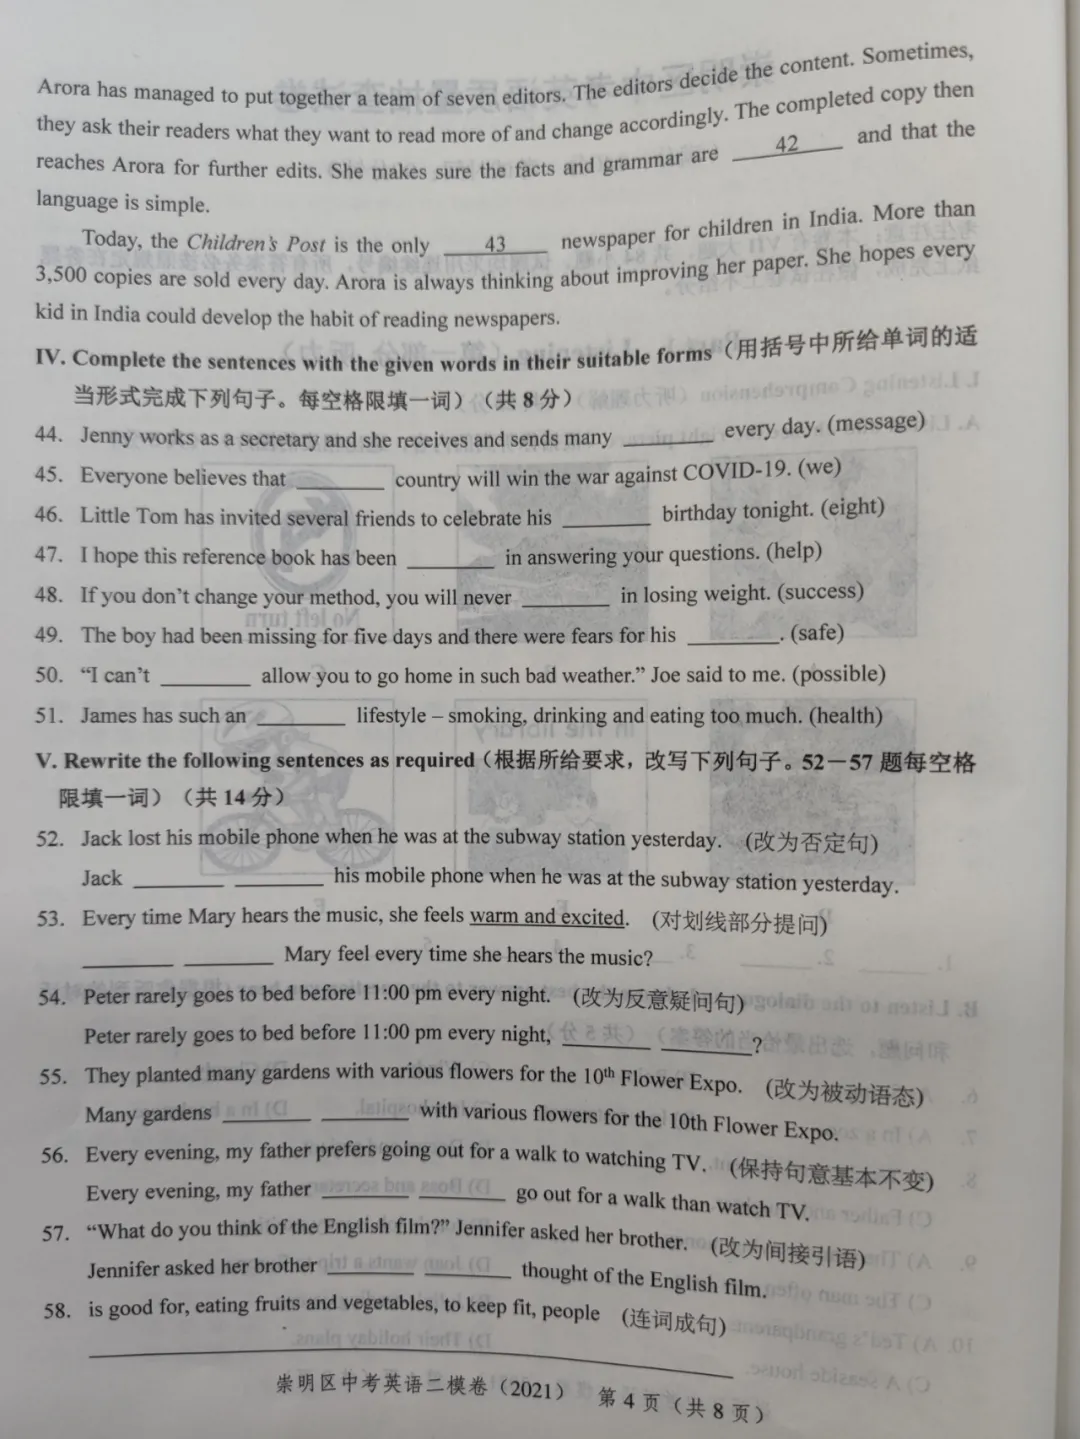 Arora has managed to put together a team of seven editors. The editors decide the content. Sometimes,
they ask their readers what they want to read more of and change accordingly. The completed copy then
reaches Arora for further edits. She makes sure the facts and grammar are ___42___ and that the
language is simple.
Today, the Children's Post is the only ___43___ newspaper for children in India. More than
3,500 copies are sold every day. Arora is always thinking about improving her paper. She hopes every
kid in India could develop the habit of reading newspapers.
IV. Complete the sentences with the given words in their suitable forms（用括号中所给单词的适
当形式完成下列句子。每空格限填一词）（共 8 分）
44. Jenny works as a secretary and she receives and sends many ________ every day. (message)
45. Everyone believes that ________ country will win the war against COVID-19. (we)
46. Little Tom has invited several friends to celebrate his ________ birthday tonight. (eight)
47. I hope this reference book has been ________ in answering your questions. (help)
48. If you don't change your method, you will never ________ in losing weight. (success)
49. The boy had been missing for five days and there were fears for his ________. (safe)
50. “I can't ________ allow you to go home in such bad weather.” Joe said to me. (possible)
51. James has such an ________ lifestyle – smoking, drinking and eating too much. (health)
V. Rewrite the following sentences as required（根据所给要求，改写下列句子。52－57 题每空格
限填一词）（共 14 分）
52. Jack lost his mobile phone when he was at the subway station yesterday. (改为否定句)
Jack ________ ________ his mobile phone when he was at the subway station yesterday.
53. Every time Mary hears the music, she feels warm and excited. (对划线部分提问)
________ ________ Mary feel every time she hears the music?
54. Peter rarely goes to bed before 11:00 pm every night. (改为反意疑问句)
Peter rarely goes to bed before 11:00 pm every night, ________ ________?
55. They planted many gardens with various flowers for the 10th Flower Expo. (改为被动语态)
Many gardens ________ ________ with various flowers for the 10th Flower Expo.
56. Every evening, my father prefers going out for a walk to watching TV. (保持句意基本不变)
Every evening, my father ________ ________ go out for a walk than watch TV.
57. “What do you think of the English film?” Jennifer asked her brother. (改为间接引语)
Jennifer asked her brother ________ ________ thought of the English film.
58. is good for, eating fruits and vegetables, to keep fit, people (连词成句)
崇明区中考英语二模卷（2021） 第 4 页（共 8 页）